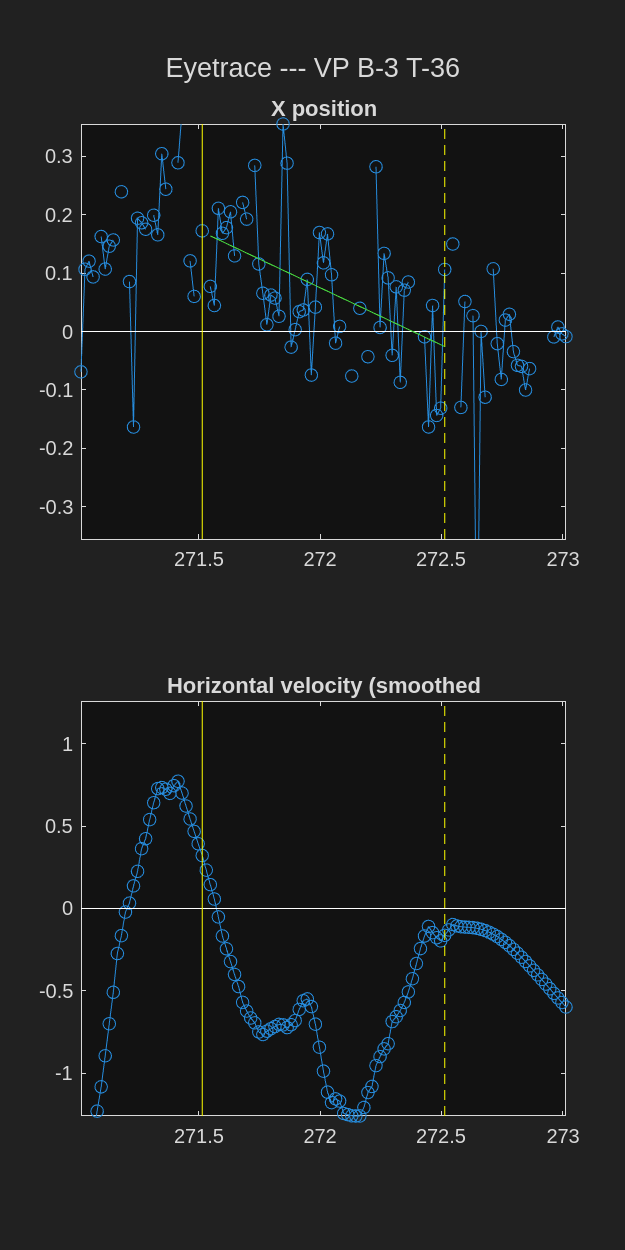 Eyetrace --- VP B-3 T-36
X position
0.3
0.2
0.1
0
-0.1
-0.2
-0.3
271.5 272 272.5 273
Horizontal velocity (smoothed
1
0.5
0
-0.5
-1
271.5 272 272.5 273